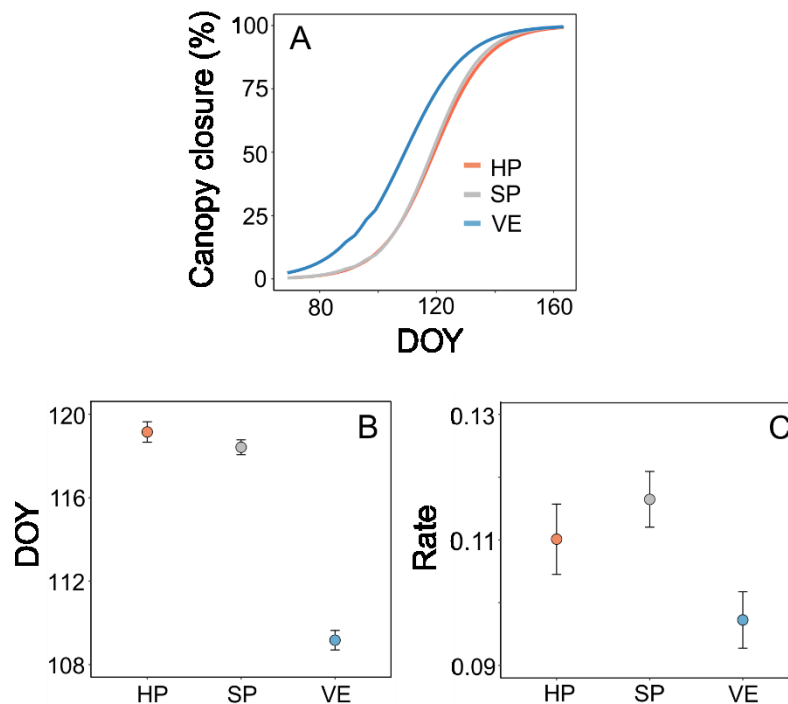 A
Canopy closure (%)
100
75
50
25
0
HP
SP
VE
80
120
160
DOY
B
DOY
120
116
112
108
HP
SP
VE
C
Rate
0.13
0.11
0.09
HP
SP
VE